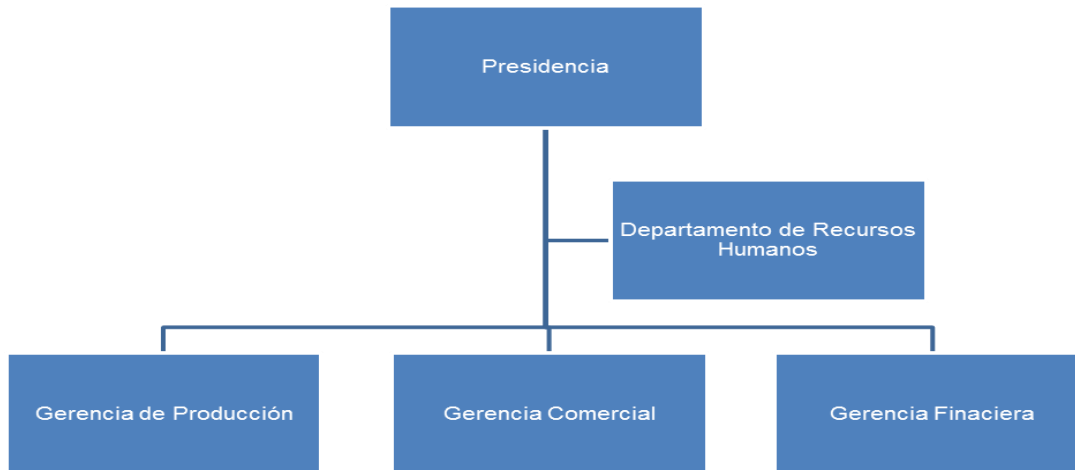 Presidencia
Departamento de Recursos
Humanos
Gerencia de Producción
Gerencia Comercial
Gerencia Finaciera